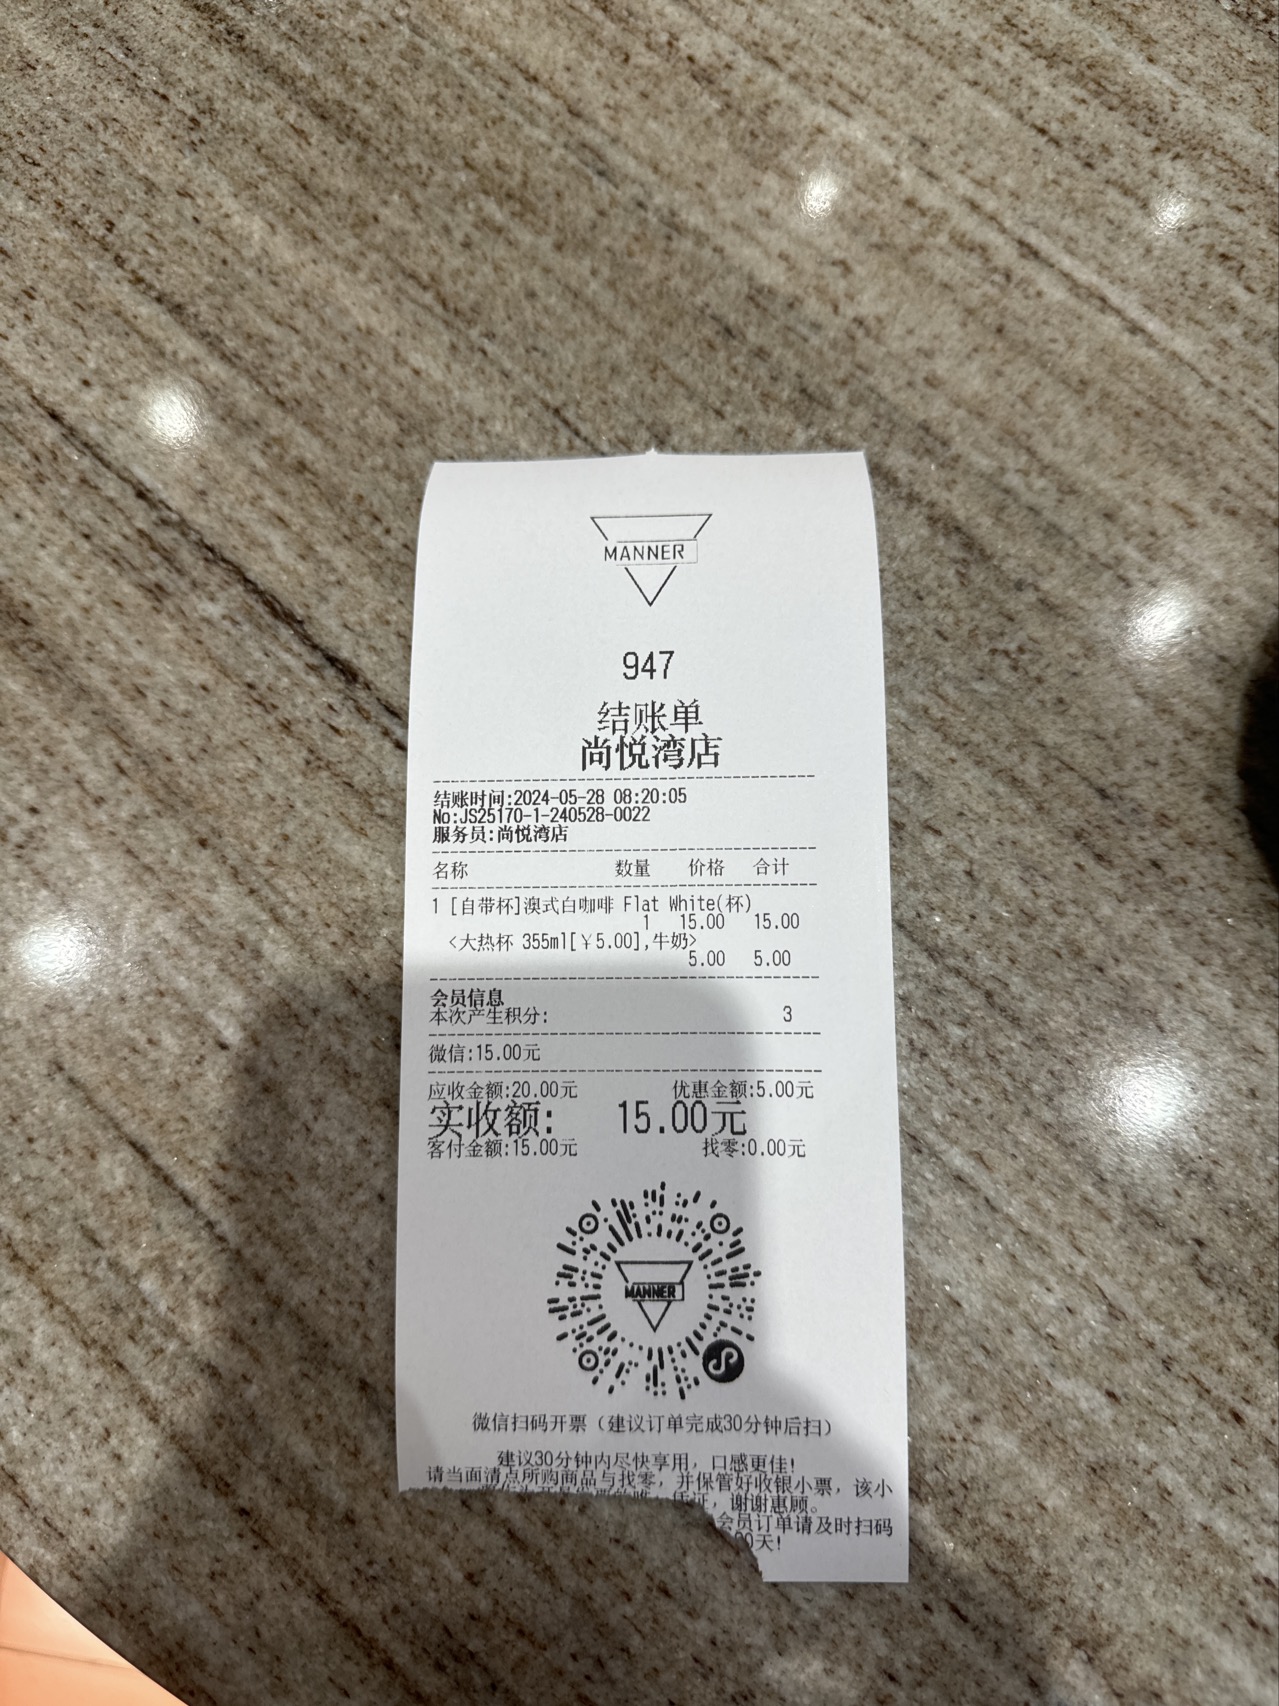 MANNER
947
结账单
尚悦湾店
结账时间:2024-05-28 08:20:05
No:JS25170-1-240528-0022
服务员:尚悦湾店
名称 数量 价格 合计
1 [自带杯]澳式白咖啡 Flat White(杯)
1 15.00 15.00
<大热杯 355ml[￥5.00],牛奶>
5.00 5.00
会员信息
本次产生积分: 3
微信:15.00元
应收金额:20.00元 优惠金额:5.00元
实收额: 15.00元
客付金额:15.00元 找零:0.00元
MANNER
微信扫码开票（建议订单完成30分钟后扫）
建议30分钟内尽快享用，口感更佳！
请当面清点所购商品与找零，并保管好收银小票，该小
凭证，谢谢惠顾。
会员订单请及时扫码
天！